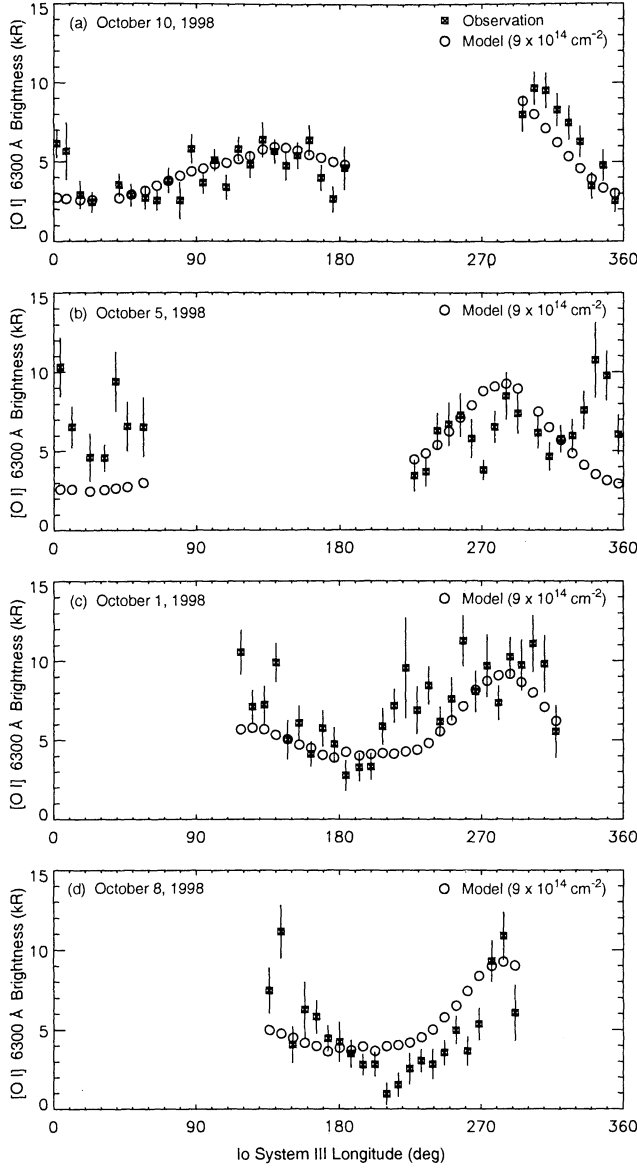 15
(a) October 10, 1998
Observation
Model (9 x 10^14 cm^-2)
10
5
0
[O I] 6300 Å Brightness (kR)
0 90 180 270 360
15
(b) October 5, 1998
Model (9 x 10^14 cm^-2)
10
5
0
[O I] 6300 Å Brightness (kR)
0 90 180 270 360
15
(c) October 1, 1998
Model (9 x 10^14 cm^-2)
10
5
0
[O I] 6300 Å Brightness (kR)
0 90 180 270 360
15
(d) October 8, 1998
Model (9 x 10^14 cm^-2)
10
5
0
[O I] 6300 Å Brightness (kR)
0 90 180 270 360
Io System III Longitude (deg)